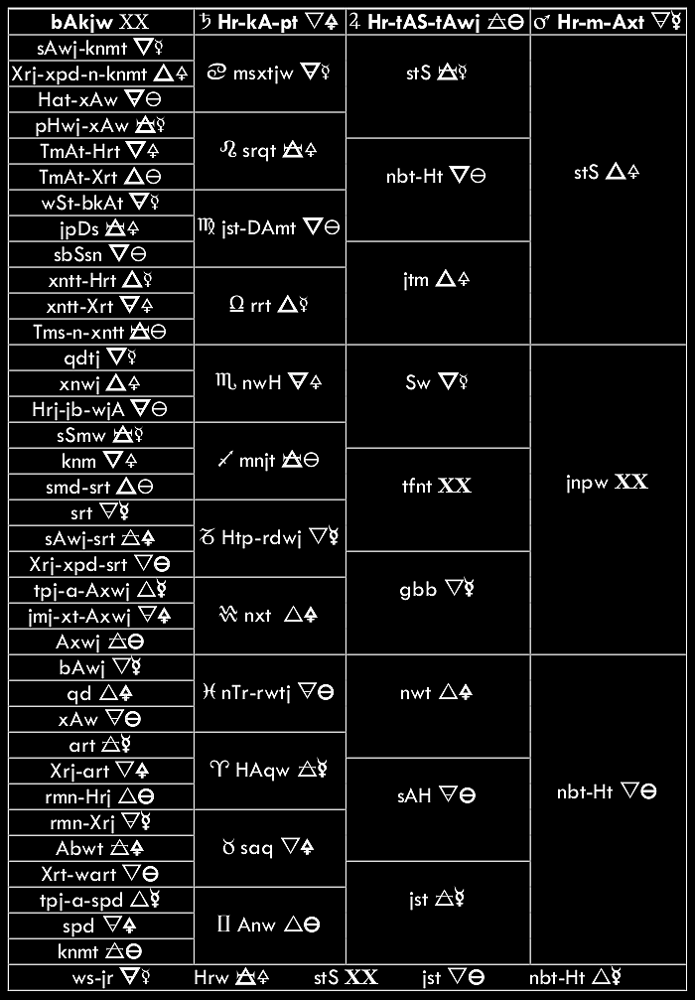 bAkjw XX	♄ Hr-kA-pt 🜄🜍	♃ Hr-tAS-tAwj 🜁🜔	♂ Hr-m-Axt 🜃☿
sAwj-knmt 🜃☿
Xrj-xpd-n-knmt 🜂🜍
Hat-xAw 🜃🜔
pHwj-xAw 🜁☿
TmAt-Hrt 🜄🜍
TmAt-Xrt 🜂🜔
wSt-bkAt 🜃☿
jpDs 🜁🜍
sbSsn 🜄🜔
xntt-Hrt 🜂☿
xntt-Xrt 🜃🜍
Tms-n-xntt 🜁🜔
qdtj 🜄☿
xnwj 🜂🜍
Hrj-jb-wjA 🜃🜔
sSmw 🜁☿
knm 🜄🜍
smd-srt 🜂🜔
srt 🜃☿
sAwj-srt 🜁🜍
Xrj-xpd-srt 🜄🜔
tpj-a-Axwj 🜂☿
jmj-xt-Axwj 🜃🜍
Axwj 🜁🜔
bAwj 🜄☿
qd 🜂🜍
xAw 🜃🜔
art 🜁☿
Xrj-art 🜄🜍
rmn-Hrj 🜂🜔
rmn-Xrj 🜃☿
Abwt 🜁🜍
Xrt-wart 🜄🜔
tpj-a-spd 🜂☿
spd 🜃🜍
knmt 🜁🜔
♋ msxtjw 🜃☿
♌ srqt 🜁🜍
♍ jst-DAmt 🜄🜔
♎ rrt 🜂☿
♏ nwH 🜃🜍
♐ mnjt 🜁🜔
♑ Htp-rdwj 🜄☿
♒ nxt 🜂🜍
♓ nTr-rwtj 🜃🜔
♈ HAqw 🜁☿
♉ saq 🜄🜍
♊ Anw 🜂🜔
stS 🜁☿
nbt-Ht 🜄🜔
jtm 🜂🜍
Sw 🜄☿
tfnt XX
gbb 🜄☿
nwt 🜂🜍
sAH 🜄🜔
jst 🜁☿
stS 🜂🜍
jnpw XX
nbt-Ht 🜄🜔
ws-jr 🜃☿	Hrw 🜁🜍	stS XX	jst 🜄🜔	nbt-Ht 🜁☿